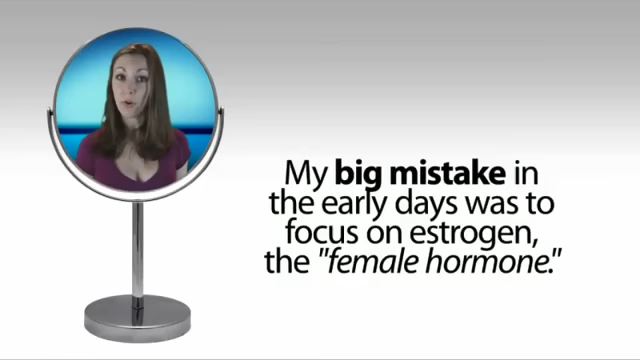 My big mistake in
the early days was to
focus on estrogen,
the "female hormone."